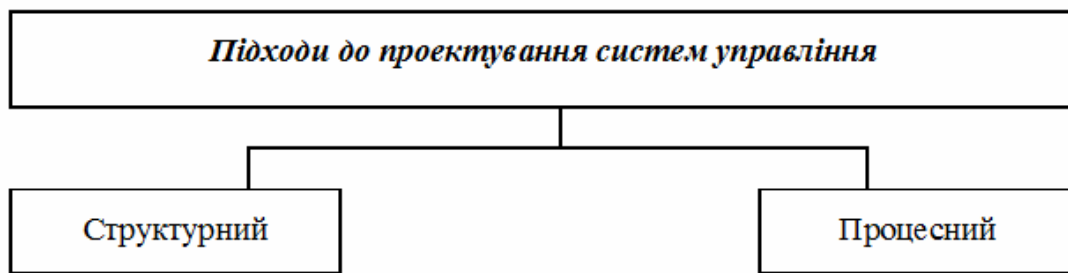 Підходи до проектування систем управління
Структурний
Процесний